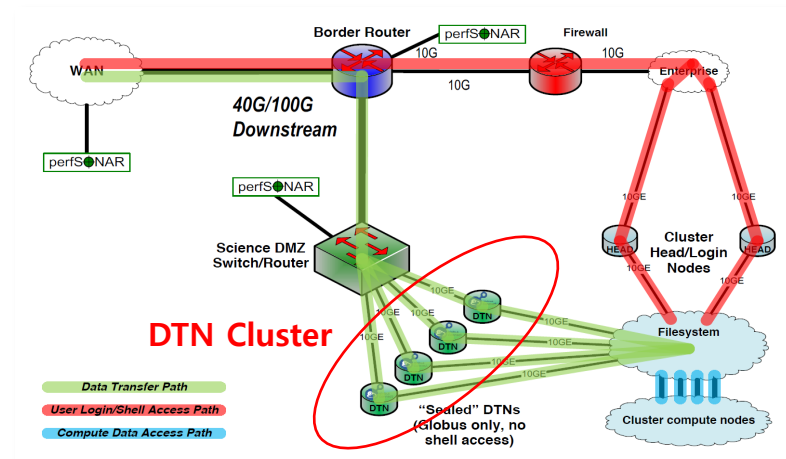 Border Router
perfSONAR
Firewall
10G
10G
WAN
10G
Enterprise
40G/100G
Downstream
perfSONAR
perfSONAR
10GE
10GE
Science DMZ
Switch/Router
HEAD
Cluster
Head/Login
Nodes
HEAD
10GE
10GE
10GE
10GE
DTN
10GE
Filesystem
DTN Cluster
10GE
DTN
10GE
10GE
DTN
10GE
10GE
DTN
Data Transfer Path
User Login/Shell Access Path
Compute Data Access Path
"Sealed" DTNs
(Globus only, no
shell access)
Cluster compute nodes